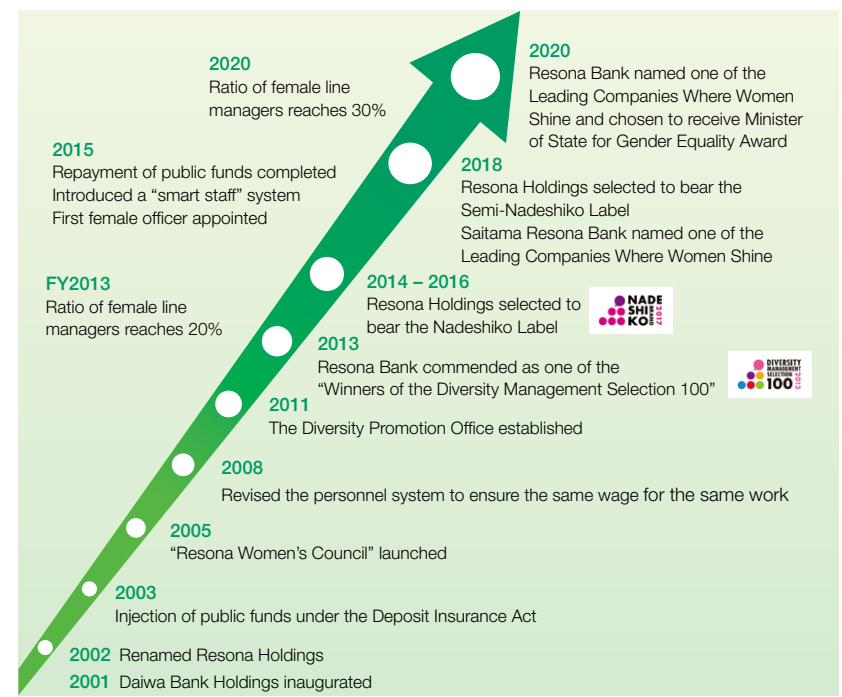 2020
Ratio of female line
managers reaches 30%
2020
Resona Bank named one of the
Leading Companies Where Women
Shine and chosen to receive Minister
of State for Gender Equality Award
2015
Repayment of public funds completed
Introduced a “smart staff” system
First female officer appointed
2018
Resona Holdings selected to bear the
Semi-Nadeshiko Label
Saitama Resona Bank named one of the
Leading Companies Where Women Shine
FY2013
Ratio of female line
managers reaches 20%
2014 – 2016
Resona Holdings selected to
bear the Nadeshiko Label
NADE
SHI
KO
BRAND
2017
2013
Resona Bank commended as one of the
“Winners of the Diversity Management Selection 100”
DIVERSITY
MANAGEMENT
SELECTION
100
2013
2011
The Diversity Promotion Office established
2008
Revised the personnel system to ensure the same wage for the same work
2005
“Resona Women’s Council” launched
2003
Injection of public funds under the Deposit Insurance Act
2002 Renamed Resona Holdings
2001 Daiwa Bank Holdings inaugurated